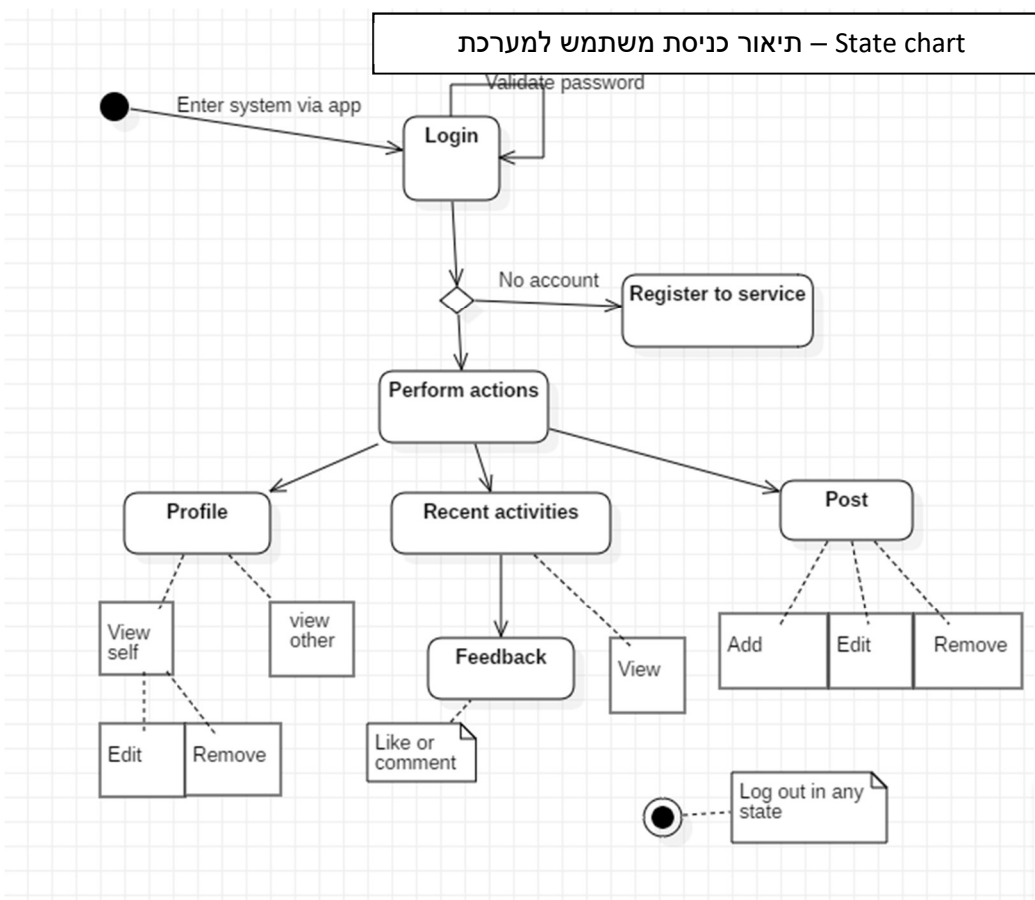 State chart – תיאור כניסת משתמש למערכת
Validate password
Enter system via app
Login
No account
Register to service
Perform actions
Profile
Recent activities
Post
View
self
view
other
Feedback
View
Add
Edit
Remove
Edit
Remove
Like or
comment
Log out in any
state